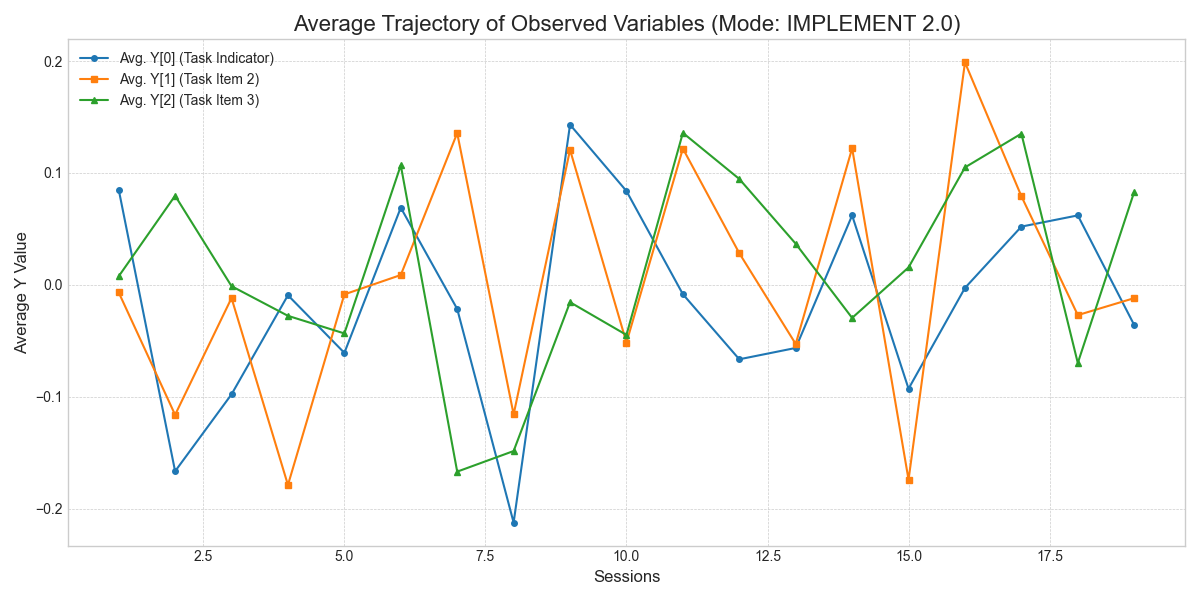 Average Trajectory of Observed Variables (Mode: IMPLEMENT 2.0)
Avg. Y[0] (Task Indicator)
Avg. Y[1] (Task Item 2)
Avg. Y[2] (Task Item 3)
Average Y Value
0.2
0.1
0.0
−0.1
−0.2
2.5 5.0 7.5 10.0 12.5 15.0 17.5
Sessions